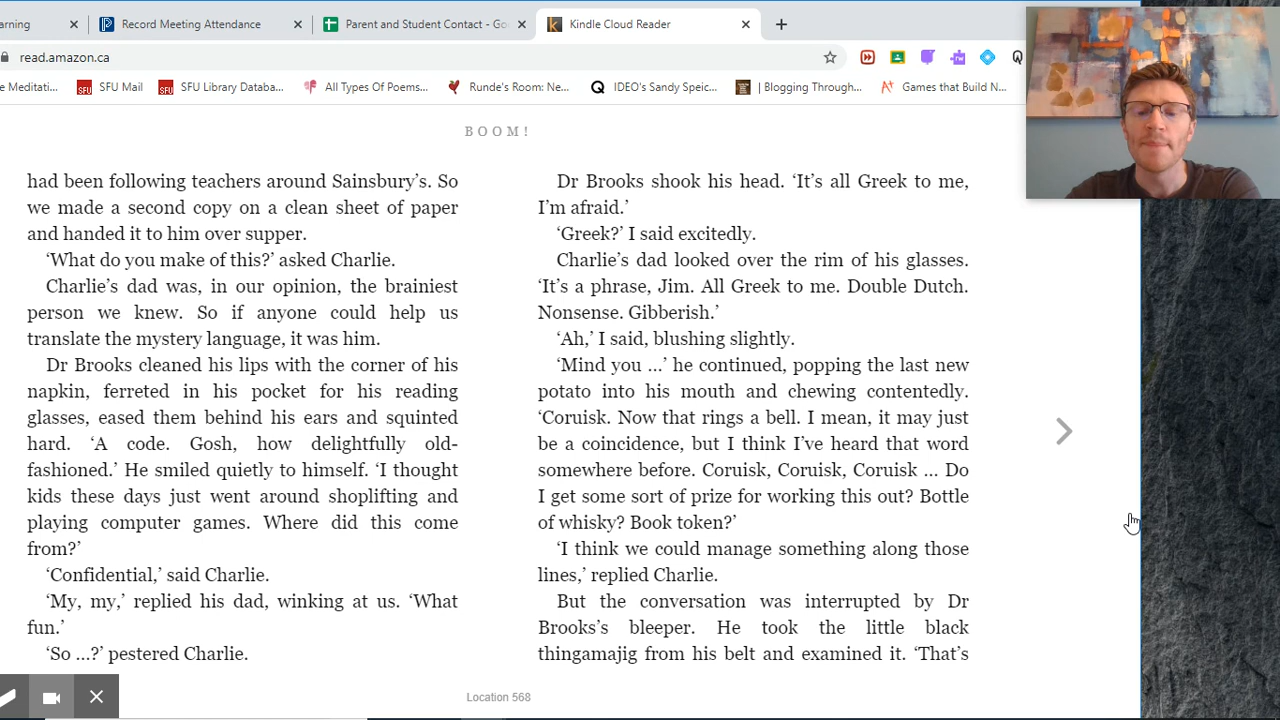 arning
Record Meeting Attendance
Parent and Student Contact - Go
Kindle Cloud Reader
read.amazon.ca
e Meditati...
SFU Mail
SFU Library Databa...
All Types Of Poems...
Runde's Room: Ne...
IDEO's Sandy Speic...
| Blogging Through...
Games that Build N...
BOOM!
had been following teachers around Sainsbury’s. So
we made a second copy on a clean sheet of paper
and handed it to him over supper.
‘What do you make of this?’ asked Charlie.
Charlie’s dad was, in our opinion, the brainiest
person we knew. So if anyone could help us
translate the mystery language, it was him.
Dr Brooks cleaned his lips with the corner of his
napkin, ferreted in his pocket for his reading
glasses, eased them behind his ears and squinted
hard. ‘A code. Gosh, how delightfully old-
fashioned.’ He smiled quietly to himself. ‘I thought
kids these days just went around shoplifting and
playing computer games. Where did this come
from?’
‘Confidential,’ said Charlie.
‘My, my,’ replied his dad, winking at us. ‘What
fun.’
‘So ...?’ pestered Charlie.
Dr Brooks shook his head. ‘It’s all Greek to me,
I’m afraid.’
‘Greek?’ I said excitedly.
Charlie’s dad looked over the rim of his glasses.
‘It’s a phrase, Jim. All Greek to me. Double Dutch.
Nonsense. Gibberish.’
‘Ah,’ I said, blushing slightly.
‘Mind you ...’ he continued, popping the last new
potato into his mouth and chewing contentedly.
‘Coruisk. Now that rings a bell. I mean, it may just
be a coincidence, but I think I’ve heard that word
somewhere before. Coruisk, Coruisk, Coruisk ... Do
I get some sort of prize for working this out? Bottle
of whisky? Book token?’
‘I think we could manage something along those
lines,’ replied Charlie.
But the conversation was interrupted by Dr
Brooks’s bleeper. He took the little black
thingamajig from his belt and examined it. ‘That’s
Location 568